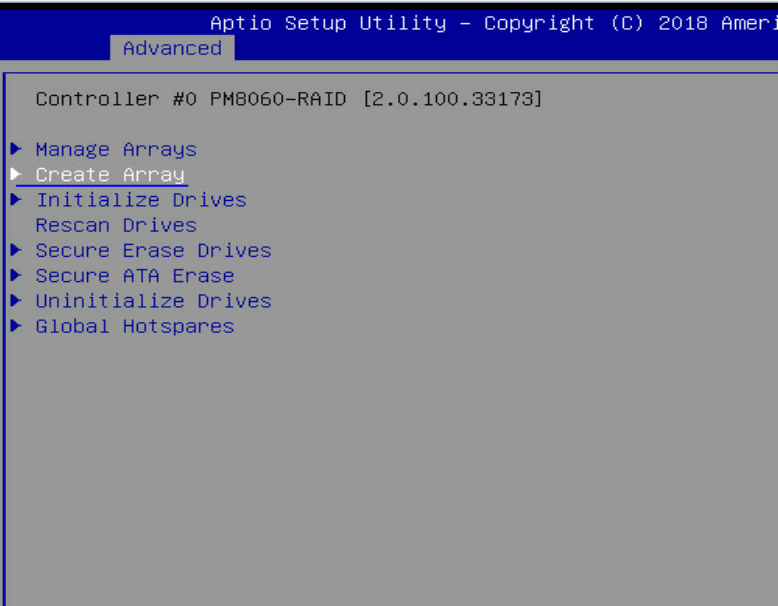 Aptio Setup Utility – Copyright (C) 2018 Ameri
Advanced
Controller #0 PM8060-RAID [2.0.100.33173]
Manage Arrays
Create Array
Initialize Drives
Rescan Drives
Secure Erase Drives
Secure ATA Erase
Uninitialize Drives
Global Hotspares